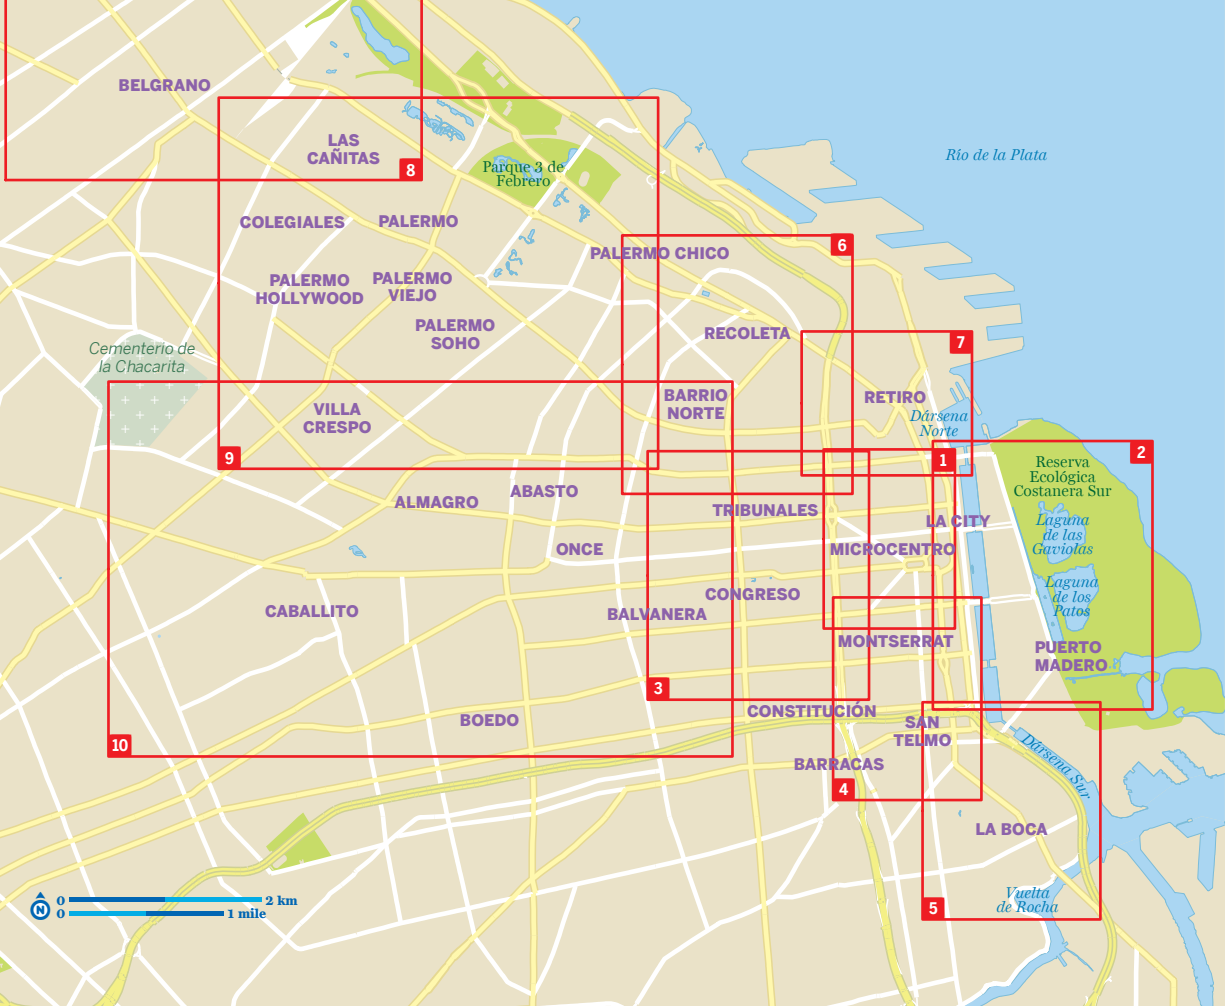 BELGRANO
LAS
CAÑITAS
8
Parque 3 de
Febrero
Río de la Plata
COLEGIALES
PALERMO
6
PALERMO CHICO
PALERMO
HOLLYWOOD
PALERMO
VIEJO
PALERMO
SOHO
RECOLETA
7
Cementerio de
la Chacarita
VILLA
CRESPO
BARRIO
NORTE
RETIRO
Dársena
Norte
9
1
2
Reserva
Ecológica
Costanera Sur
ALMAGRO
ABASTO
TRIBUNALES
LA CITY
Laguna
de las
Gaviolas
ONCE
MICROCENTRO
CABALLITO
BALVANERA
CONGRESO
Laguna
de los
Patos
MONTSERRAT
PUERTO
MADERO
3
BOEDO
CONSTITUCIÓN
SAN
TELMO
10
BARRACAS
4
Dársena Sur
LA BOCA
Vuelta
de Rocha
5
N
0
2 km
0
1 mile